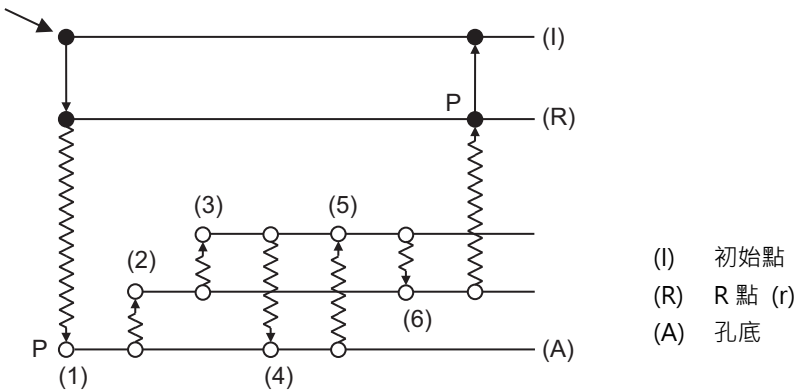 (I)
P
(R)
(3)
(5)
(2)
(6)
P
(A)
(1)
(4)
(I) 初始點
(R) R 點 (r)
(A) 孔底